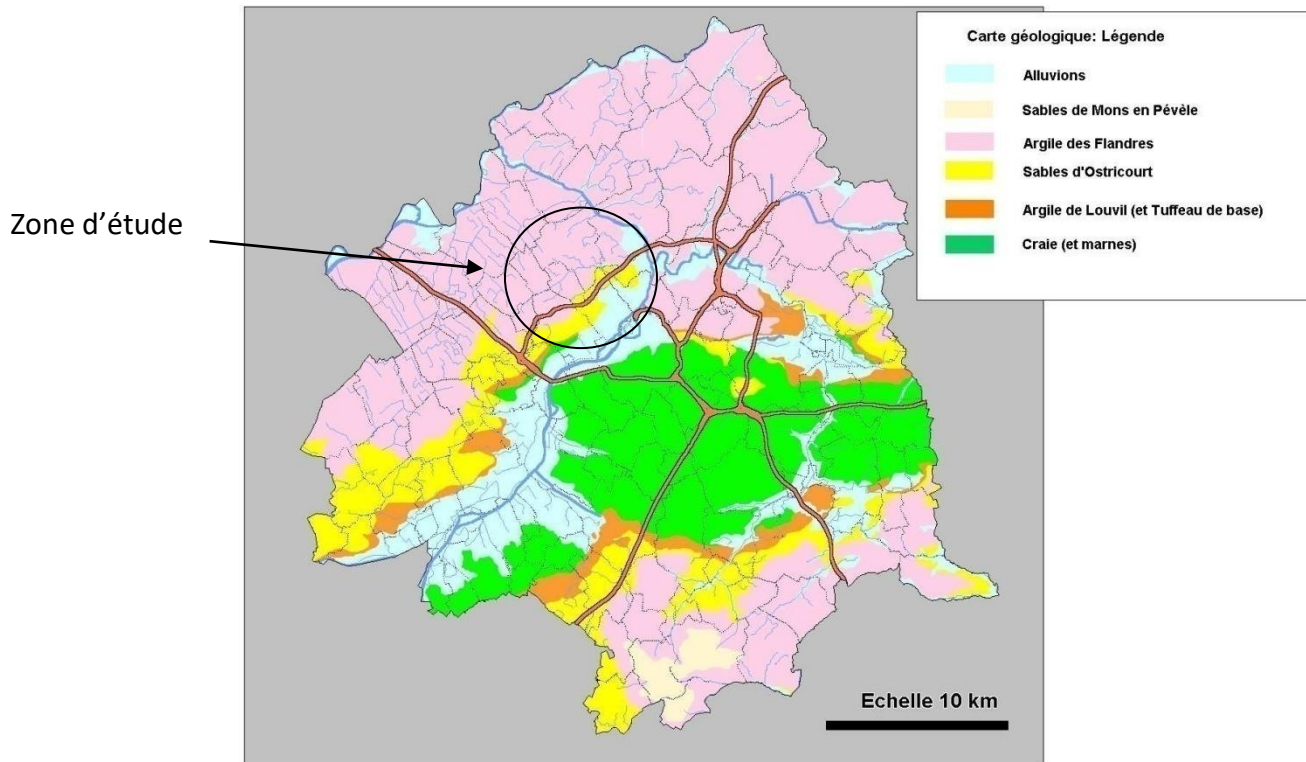 Carte géologique: Légende
Alluvions
Sables de Mons en Pévèle
Argile des Flandres
Sables d'Ostricourt
Argile de Louvil (et Tuffeau de base)
Craie (et marnes)
Zone d’étude
Echelle 10 km